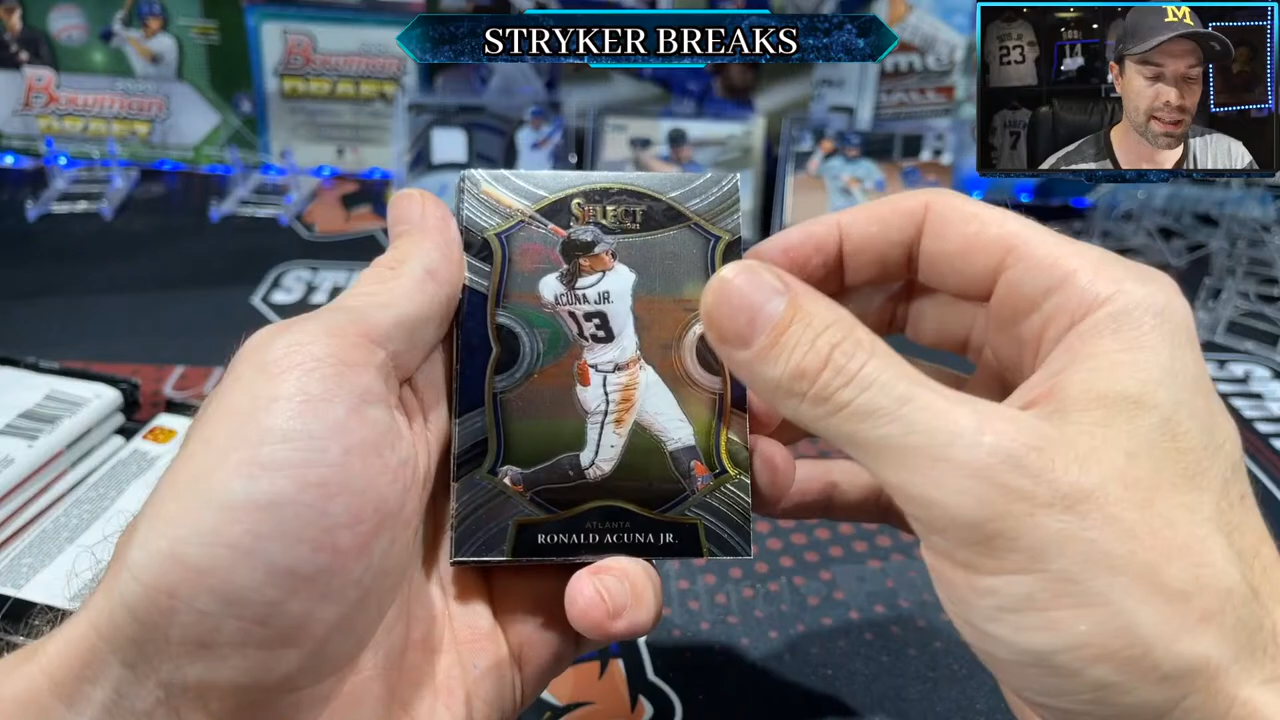 STRYKER BREAKS
Bowman
DRAFT
Bowman
DRAFT
M
23
14
7
SELECT
2021
ACUNA JR.
13
ATLANTA
RONALD ACUNA JR.